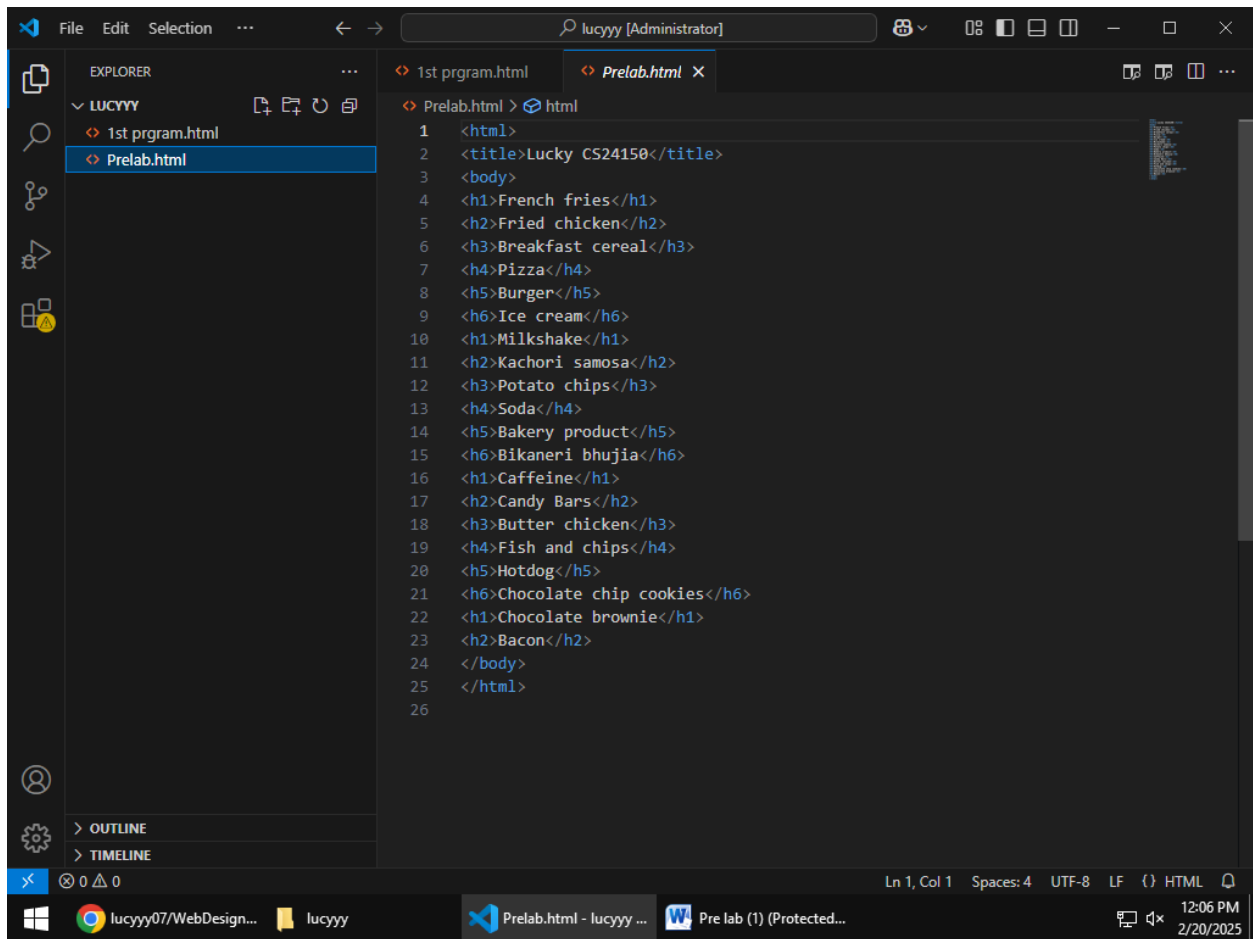 File Edit Selection ··· ← → lucyyy [Administrator]
EXPLORER ···
1st prgram.html Prelab.html
LUCYYY
Prelab.html > html
1st prgram.html
Prelab.html
1 <html>
2 <title>Lucky CS24150</title>
3 <body>
4 <h1>French fries</h1>
5 <h2>Fried chicken</h2>
6 <h3>Breakfast cereal</h3>
7 <h4>Pizza</h4>
8 <h5>Burger</h5>
9 <h6>Ice cream</h6>
10 <h1>Milkshake</h1>
11 <h2>Kachori samosa</h2>
12 <h3>Potato chips</h3>
13 <h4>Soda</h4>
14 <h5>Bakery product</h5>
15 <h6>Bikaneri bhujia</h6>
16 <h1>Caffeine</h1>
17 <h2>Candy Bars</h2>
18 <h3>Butter chicken</h3>
19 <h4>Fish and chips</h4>
20 <h5>Hotdog</h5>
21 <h6>Chocolate chip cookies</h6>
22 <h1>Chocolate brownie</h1>
23 <h2>Bacon</h2>
24 </body>
25 </html>
26
OUTLINE
TIMELINE
0 0 Ln 1, Col 1 Spaces: 4 UTF-8 LF {} HTML
lucyyy07/WebDesign... lucyyy Prelab.html - lucyyy ... Pre lab (1) (Protected... 12:06 PM
2/20/2025